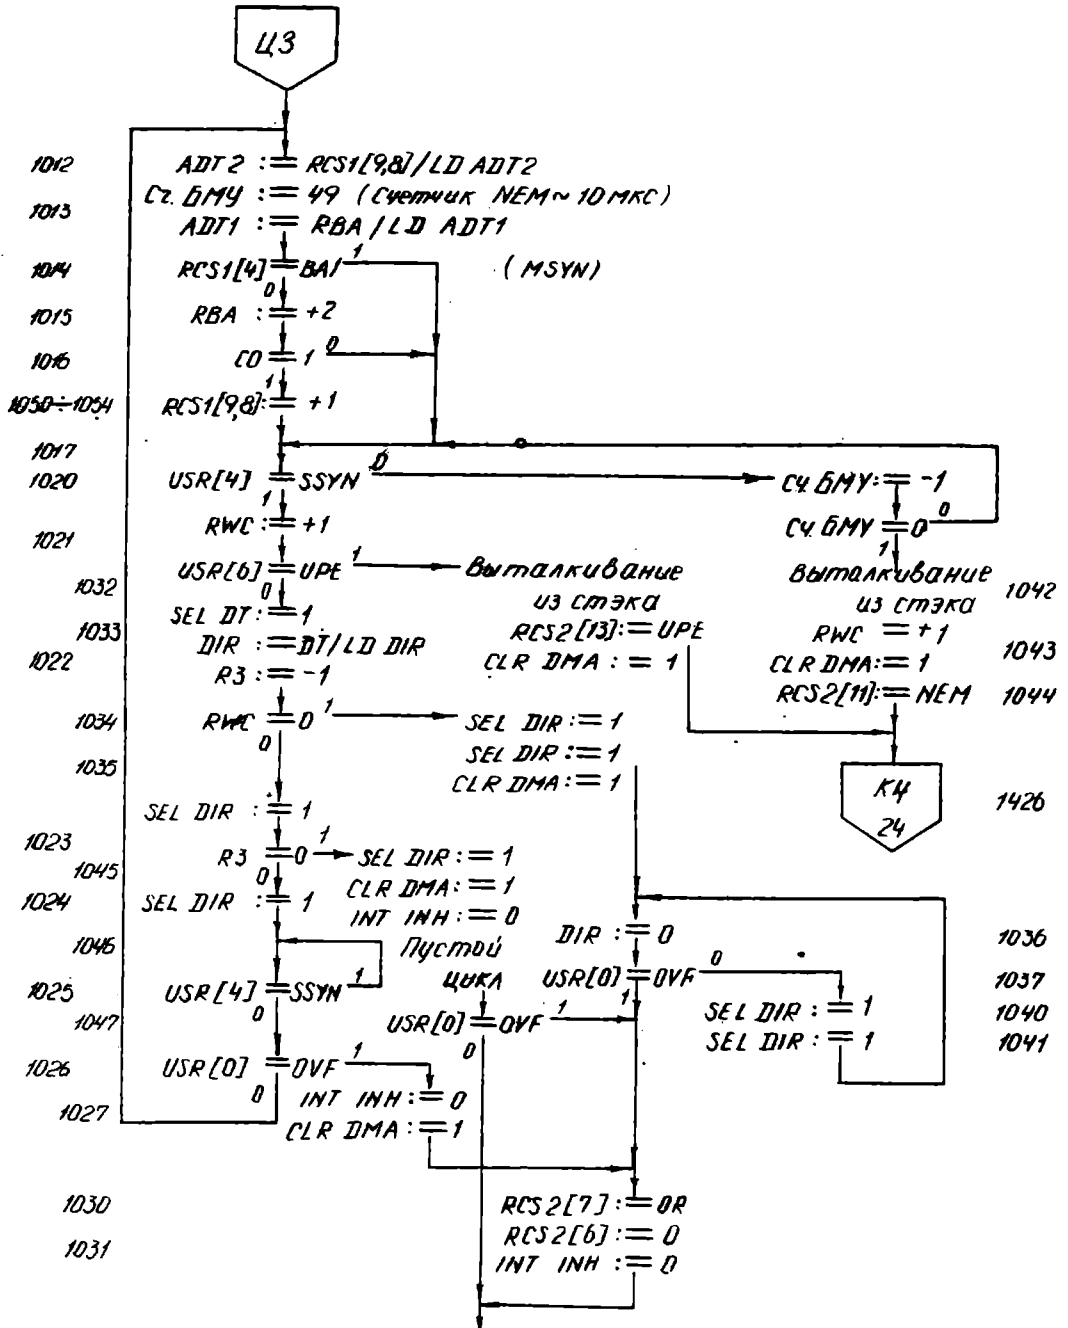 ЦЗ
1012 ADT2 := RCS1[9,8]/LD ADT2
Сч. БМУ := 49 (Счетчик NEM ~ 10 МКС)
1013
ADT1 := RBA/LD ADT1
1014 RCS1[4] = BAI 1 (MSYN)
0
1015 RBA := +2
1016 CO = 1 0
1
1050÷1054 RCS1[9,8] := +1
1017
1020 USR[4] = SSYN 0 Сч. БМУ := -1
1
RWC := +1 Сч. БМУ = 0 0
1021 1
USR[6] = UPE 1 Выталкивание Выталкивание
1032 0 из стэка из стэка 1042
SEL DT := 1
1033 RCS2[13] := UPE RWC = +1
DIR := DT/LD DIR 1043
1022 CLR DMA := 1 CLR DMA := 1
R3 := -1 RCS2[11] := NEM 1044
1034 RWC = 0 1 SEL DIR := 1
0 SEL DIR := 1
1035 CLR DMA := 1
КЦ
24
1426
SEL DIR := 1
1023
R3 = 0 1 SEL DIR := 1
1045 0 CLR DMA := 1
1024 SEL DIR := 1
INT INH := 0
1046 Пустой DIR := 0 1036
цикл
1025 USR[4] = SSYN 1 USR[0] = OVF 0 1037
0 1
1047 USR[0] = OVF 1 SEL DIR := 1 1040
0 SEL DIR := 1 1041
1026 USR[0] = OVF 1
0 INT INH := 0
1027
CLR DMA := 1
1030 RCS2[7] := OR
RCS2[6] := 0
1031
INT INH := 0